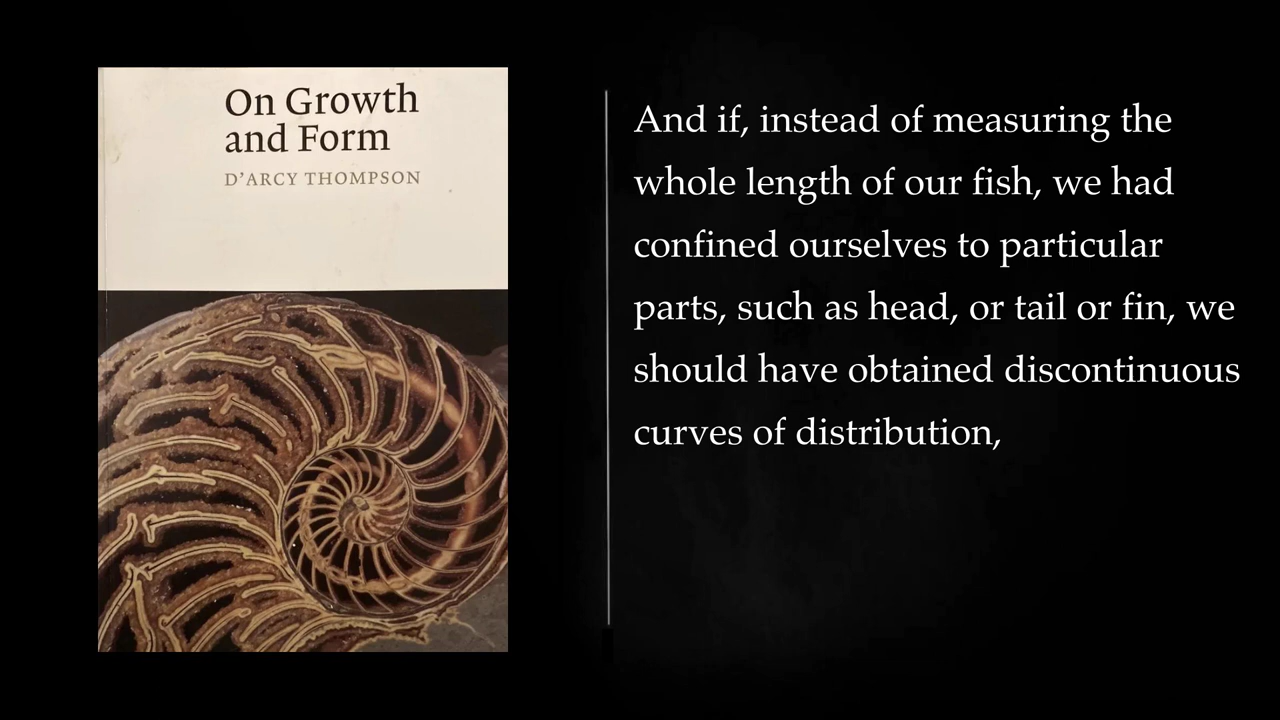 On Growth
and Form
D'ARCY THOMPSON
And if, instead of measuring the
whole length of our fish, we had
confined ourselves to particular
parts, such as head, or tail or fin, we
should have obtained discontinuous
curves of distribution,